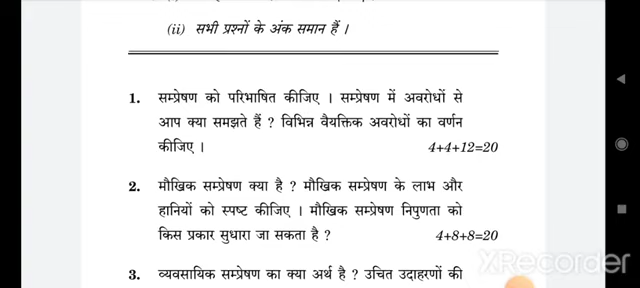 (ii) सभी प्रश्नों के अंक समान हैं ।
1. सम्प्रेषण को परिभाषित कीजिए । सम्प्रेषण में अवरोधों से
आप क्या समझते हैं ? विभिन्न वैयक्तिक अवरोधों का वर्णन
कीजिए । 4+4+12=20
2. मौखिक सम्प्रेषण क्या है ? मौखिक सम्प्रेषण के लाभ और
हानियों को स्पष्ट कीजिए । मौखिक सम्प्रेषण निपुणता को
किस प्रकार सुधारा जा सकता है ? 4+8+8=20
XRecorder
3. व्यवसायिक सम्प्रेषण का क्या अर्थ है ? उचित उदाहरणों की